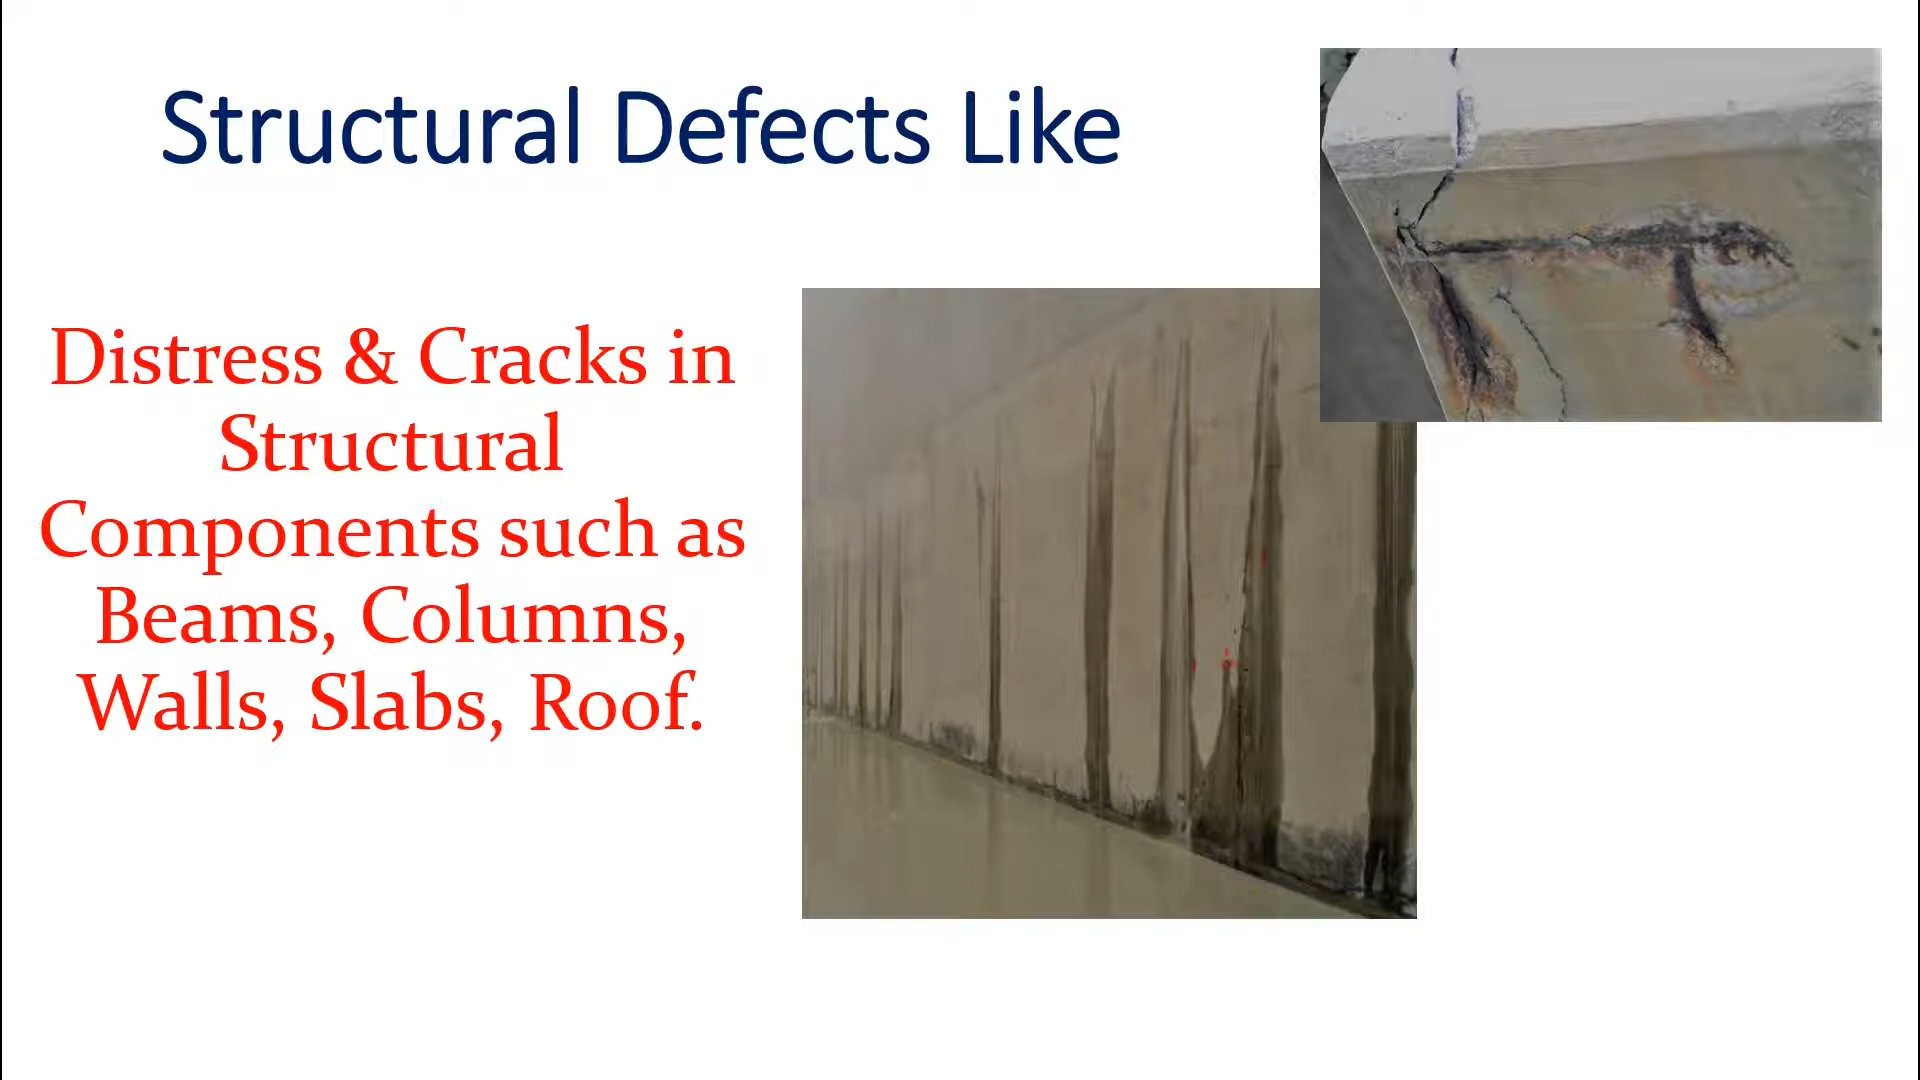 Structural Defects Like
Distress & Cracks in
Structural
Components such as
Beams, Columns,
Walls, Slabs, Roof.